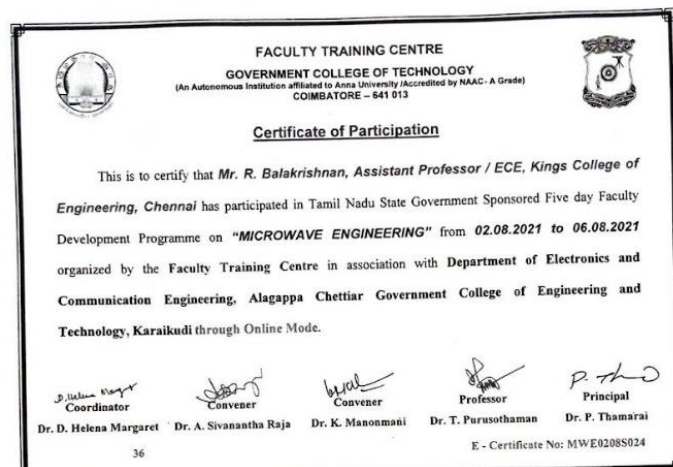 FACULTY TRAINING CENTRE
GOVERNMENT COLLEGE OF TECHNOLOGY
(An Autonomous Institution affiliated to Anna University /Accredited by NAAC- A Grade)
COIMBATORE – 641 013
Certificate of Participation
This is to certify that Mr. R. Balakrishnan, Assistant Professor / ECE, Kings College of
Engineering, Chennai has participated in Tamil Nadu State Government Sponsored Five day Faculty
Development Programme on “MICROWAVE ENGINEERING” from 02.08.2021 to 06.08.2021
organized by the Faculty Training Centre in association with Department of Electronics and
Communication Engineering, Alagappa Chettiar Government College of Engineering and
Technology, Karaikudi through Online Mode.
D. Helena Marget P. Th
Coordinator Convener Convener Professor Principal
Dr. D. Helena Margaret Dr. A. Sivanantha Raja Dr. K. Manonmani Dr. T. Purusothaman Dr. P. Thamarai
36 E - Certificate No: MWE0208S024